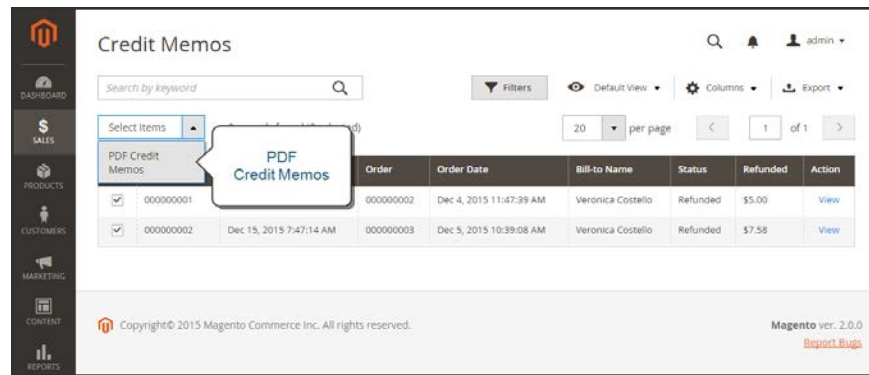 Credit Memos
admin
DASHBOARD
Search by keyword
Filters
Default View
Columns
Export
$
SALES
Select Items
20
per page
1
of 1
PDF Credit
Memos
PDF
Credit Memos
Order
Order Date
Bill-to Name
Status
Refunded
Action
PRODUCTS
000000001
000000002
Dec 4, 2015 11:47:39 AM
Veronica Costello
Refunded
$5.00
View
CUSTOMERS
000000002
Dec 15, 2015 7:47:14 AM
000000003
Dec 5, 2015 10:39:08 AM
Veronica Costello
Refunded
$7.58
View
MARKETING
CONTENT
Copyright© 2015 Magento Commerce Inc. All rights reserved.
Magento ver. 2.0.0
Report Bugs
REPORTS